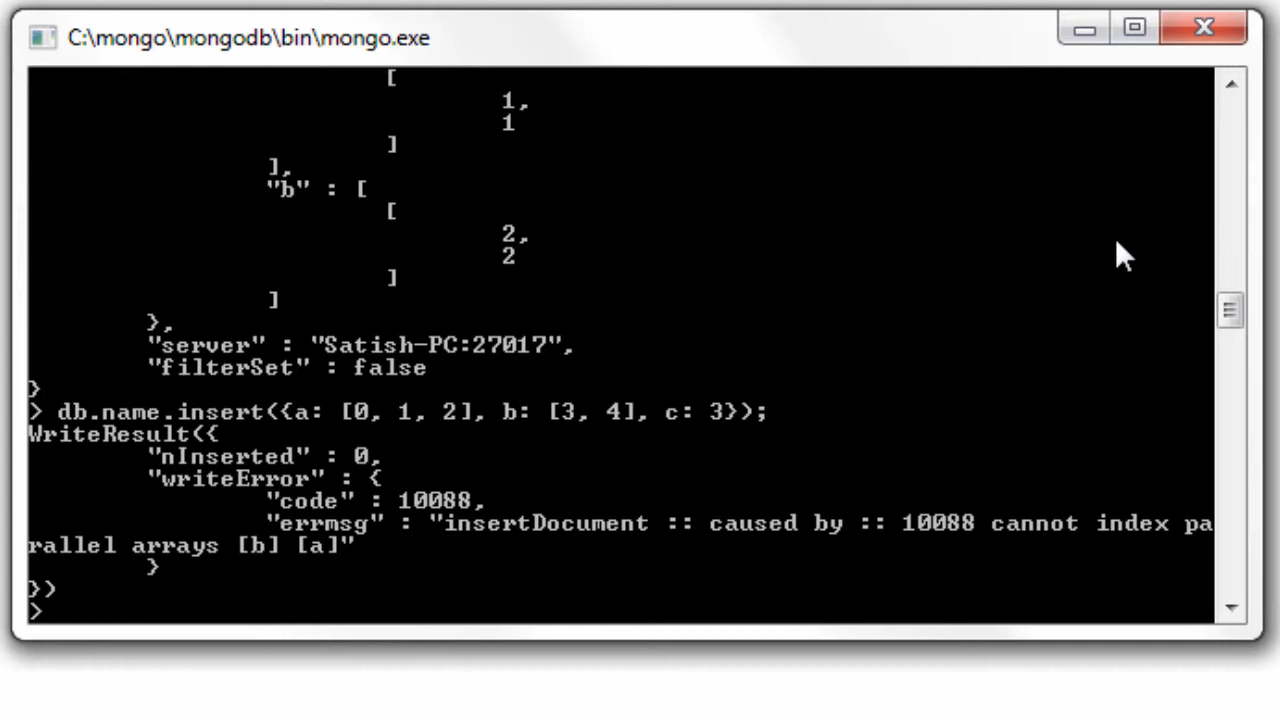 C:\mongo\mongodb\bin\mongo.exe
[
1,
1
]
],
"b" : [
[
2,
2
]
]
},
"server" : "Satish-PC:27017",
"filterSet" : false
}
> db.name.insert({a: [0, 1, 2], b: [3, 4], c: 3});
WriteResult({
"nInserted" : 0,
"writeError" : {
"code" : 10088,
"errmsg" : "insertDocument :: caused by :: 10088 cannot index pa
rallel arrays [b] [a]"
}
})
>